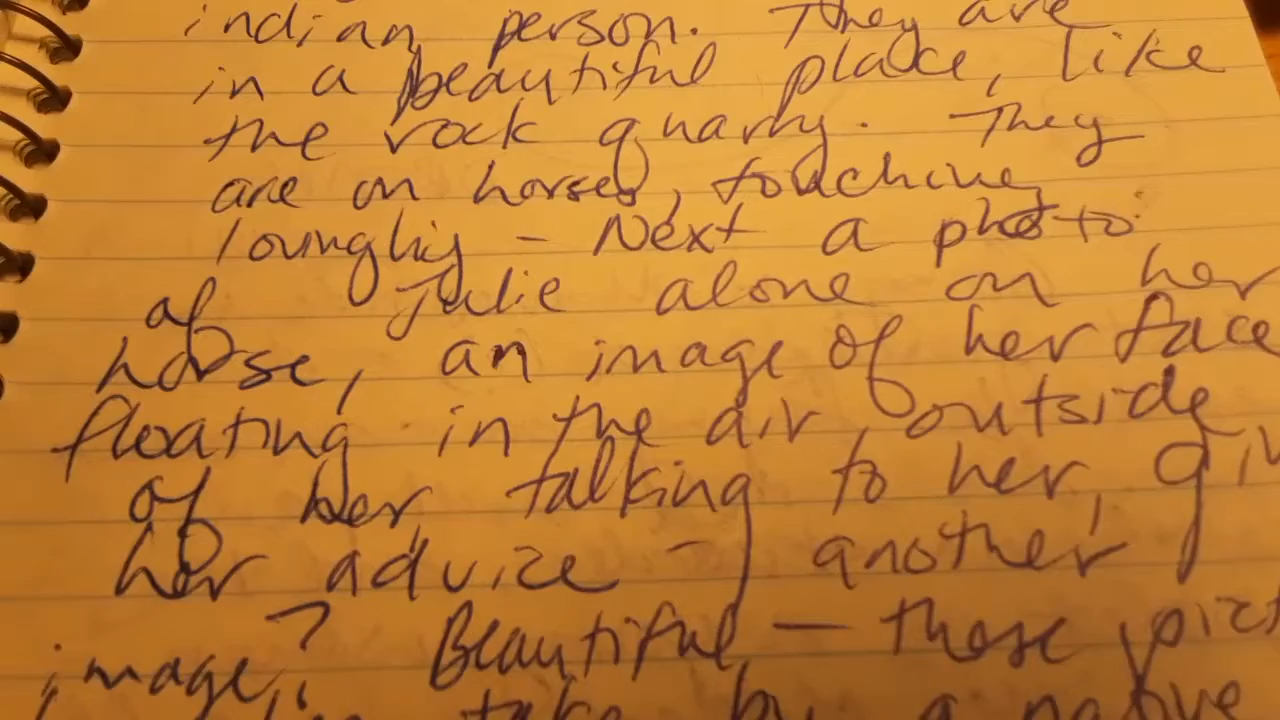 indian person. They are
in a beautiful place, like
the rock quarry. They
are on horses, touching
lovingly - Next a photo
of Julie alone on her
horse, an image of her face
floating in the air, outside
of her, talking to her,
her advice - another
image? Beautiful - these
by a native